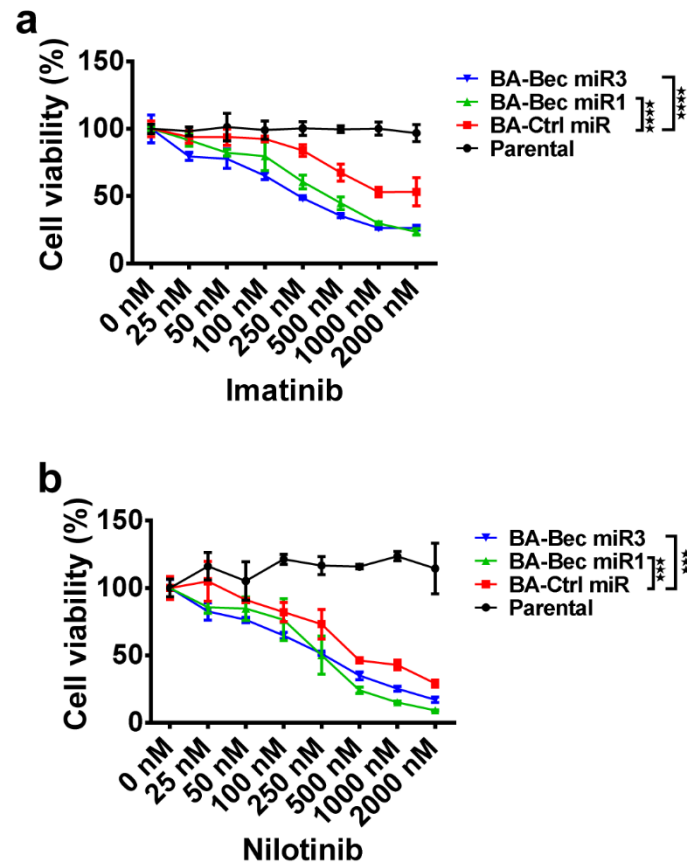 a
Cell viability (%)
150
100
50
0
0 nM
25 nM
50 nM
100 nM
250 nM
500 nM
1000 nM
2000 nM
Imatinib
BA-Bec miR3
BA-Bec miR1
BA-Ctrl miR
Parental
****
****
b
Cell viability (%)
150
100
50
0
0 nM
25 nM
50 nM
100 nM
250 nM
500 nM
1000 nM
2000 nM
Nilotinib
BA-Bec miR3
BA-Bec miR1
BA-Ctrl miR
Parental
***
***